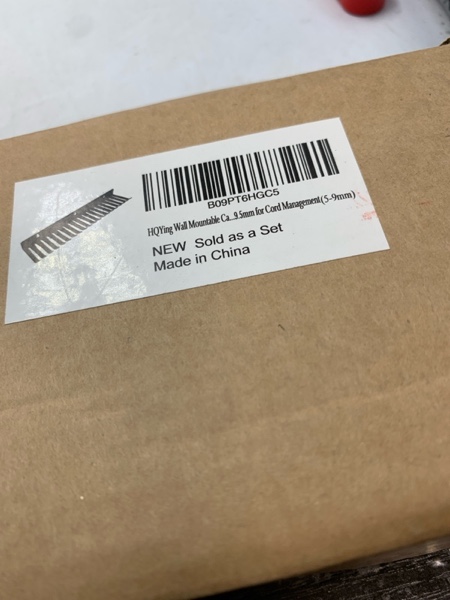 B09PT6HGC5
HQYing Wall Mountable Ca...9.5mm for Cord Management(5-9mm)
NEW Sold as a Set
Made in China